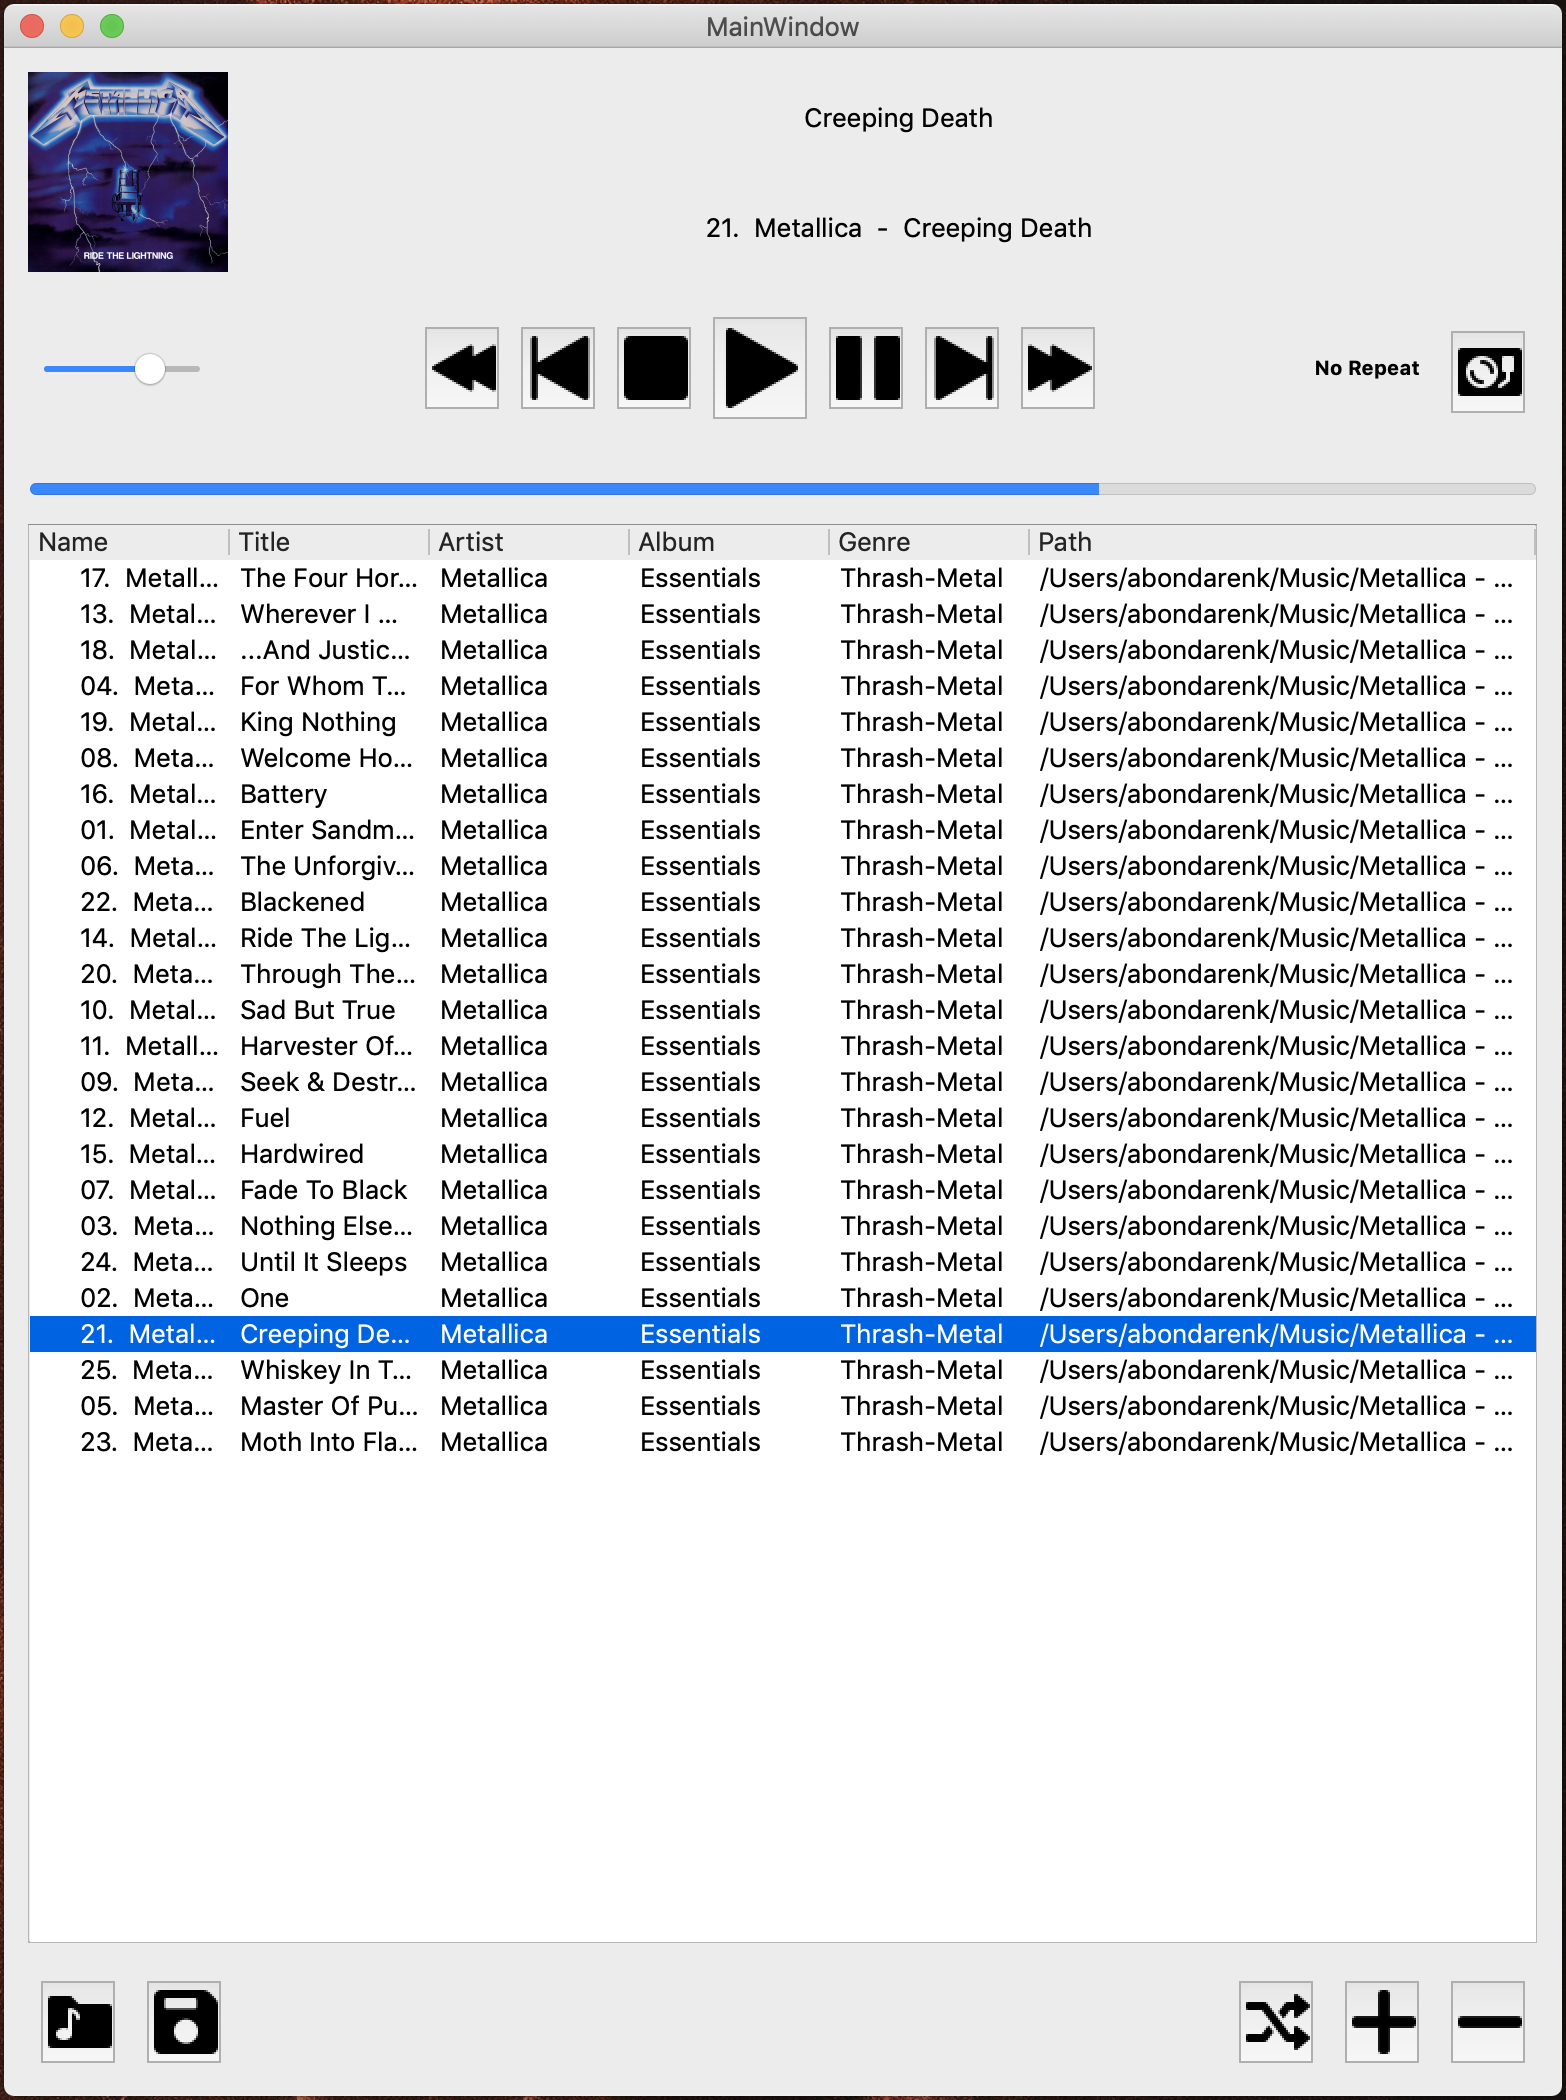 MainWindow
METALLICA
RIDE THE LIGHTNING
Creeping Death
21. Metallica - Creeping Death
No Repeat
Name Title Artist Album Genre Path
17. Metall... The Four Hor... Metallica Essentials Thrash-Metal /Users/abondarenk/Music/Metallica - ...
13. Metal... Wherever I ... Metallica Essentials Thrash-Metal /Users/abondarenk/Music/Metallica - ...
18. Metal... ...And Justic... Metallica Essentials Thrash-Metal /Users/abondarenk/Music/Metallica - ...
04. Meta... For Whom T... Metallica Essentials Thrash-Metal /Users/abondarenk/Music/Metallica - ...
19. Metal... King Nothing Metallica Essentials Thrash-Metal /Users/abondarenk/Music/Metallica - ...
08. Meta... Welcome Ho... Metallica Essentials Thrash-Metal /Users/abondarenk/Music/Metallica - ...
16. Metal... Battery Metallica Essentials Thrash-Metal /Users/abondarenk/Music/Metallica - ...
01. Metal... Enter Sandm... Metallica Essentials Thrash-Metal /Users/abondarenk/Music/Metallica - ...
06. Meta... The Unforgiv... Metallica Essentials Thrash-Metal /Users/abondarenk/Music/Metallica - ...
22. Meta... Blackened Metallica Essentials Thrash-Metal /Users/abondarenk/Music/Metallica - ...
14. Metal... Ride The Lig... Metallica Essentials Thrash-Metal /Users/abondarenk/Music/Metallica - ...
20. Meta... Through The... Metallica Essentials Thrash-Metal /Users/abondarenk/Music/Metallica - ...
10. Metal... Sad But True Metallica Essentials Thrash-Metal /Users/abondarenk/Music/Metallica - ...
11. Metall... Harvester Of... Metallica Essentials Thrash-Metal /Users/abondarenk/Music/Metallica - ...
09. Meta... Seek & Destr... Metallica Essentials Thrash-Metal /Users/abondarenk/Music/Metallica - ...
12. Metal... Fuel Metallica Essentials Thrash-Metal /Users/abondarenk/Music/Metallica - ...
15. Metal... Hardwired Metallica Essentials Thrash-Metal /Users/abondarenk/Music/Metallica - ...
07. Metal... Fade To Black Metallica Essentials Thrash-Metal /Users/abondarenk/Music/Metallica - ...
03. Meta... Nothing Else... Metallica Essentials Thrash-Metal /Users/abondarenk/Music/Metallica - ...
24. Meta... Until It Sleeps Metallica Essentials Thrash-Metal /Users/abondarenk/Music/Metallica - ...
02. Meta... One Metallica Essentials Thrash-Metal /Users/abondarenk/Music/Metallica - ...
21. Metal... Creeping De... Metallica Essentials Thrash-Metal /Users/abondarenk/Music/Metallica - ...
25. Meta... Whiskey In T... Metallica Essentials Thrash-Metal /Users/abondarenk/Music/Metallica - ...
05. Meta... Master Of Pu... Metallica Essentials Thrash-Metal /Users/abondarenk/Music/Metallica - ...
23. Meta... Moth Into Fla... Metallica Essentials Thrash-Metal /Users/abondarenk/Music/Metallica - ...